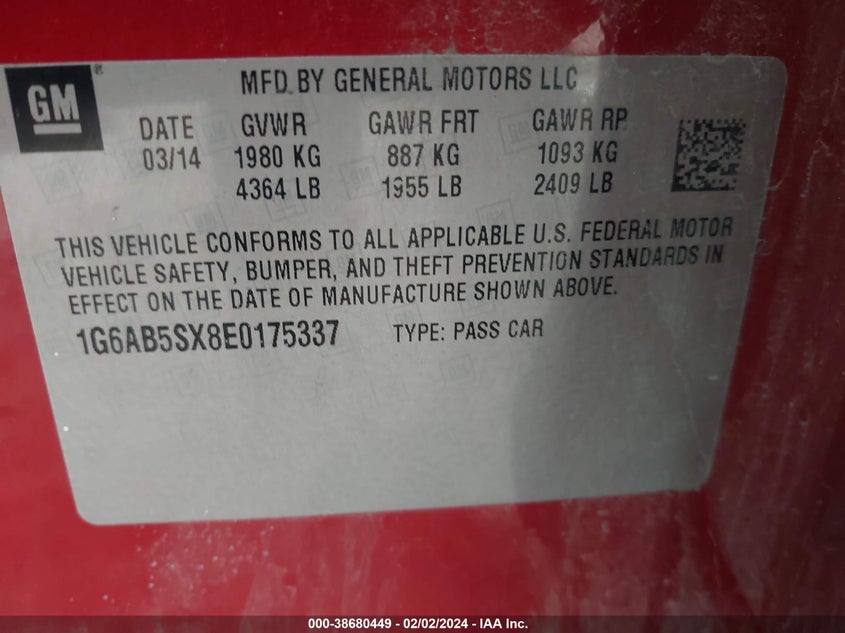 GM®
MFD BY GENERAL MOTORS LLC
DATE GVWR GAWR FRT GAWR RR
03/14 1980 KG 887 KG 1093 KG
4364 LB 1955 LB 2409 LB
THIS VEHICLE CONFORMS TO ALL APPLICABLE U.S. FEDERAL MOTOR
VEHICLE SAFETY, BUMPER, AND THEFT PREVENTION STANDARDS IN
EFFECT ON THE DATE OF MANUFACTURE SHOWN ABOVE.
1G6AB5SX8E0175337 TYPE: PASS CAR
000-38680449 - 02/02/2024 - IAA Inc.